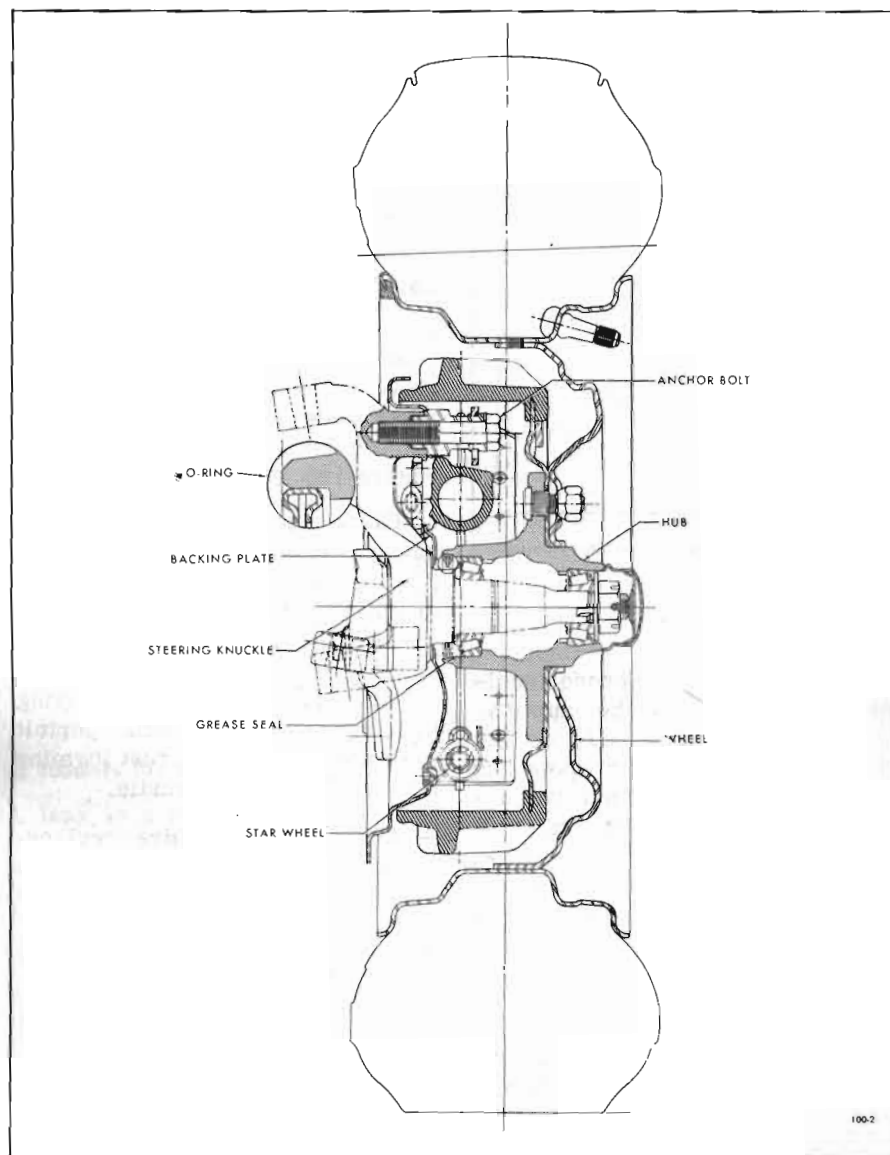 ANCHOR BOLT
O-RING
HUB
BACKING PLATE
STEERING KNUCKLE
GREASE SEAL
WHEEL
STAR WHEEL
100-2